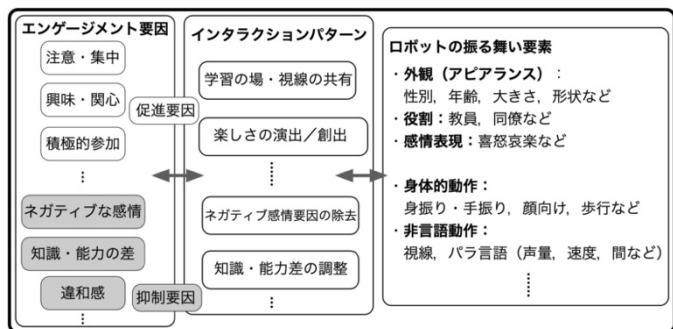 エンゲージメント要因
注意・集中
興味・関心
促進要因
積極的参加
ネガティブな感情
知識・能力の差
違和感
抑制要因
インタラクションパターン
学習の場・視線の共有
楽しさの演出／創出
ネガティブ感情要因の除去
知識・能力差の調整
ロボットの振る舞い要素
・外観（アピアランス）：
性別，年齢，大きさ，形状など
・役割：教員，同僚など
・感情表現：喜怒哀楽など
・身体的動作：
身振り・手振り，顔向け，歩行など
・非言語動作：
視線，パラ言語（声量，速度，間など）